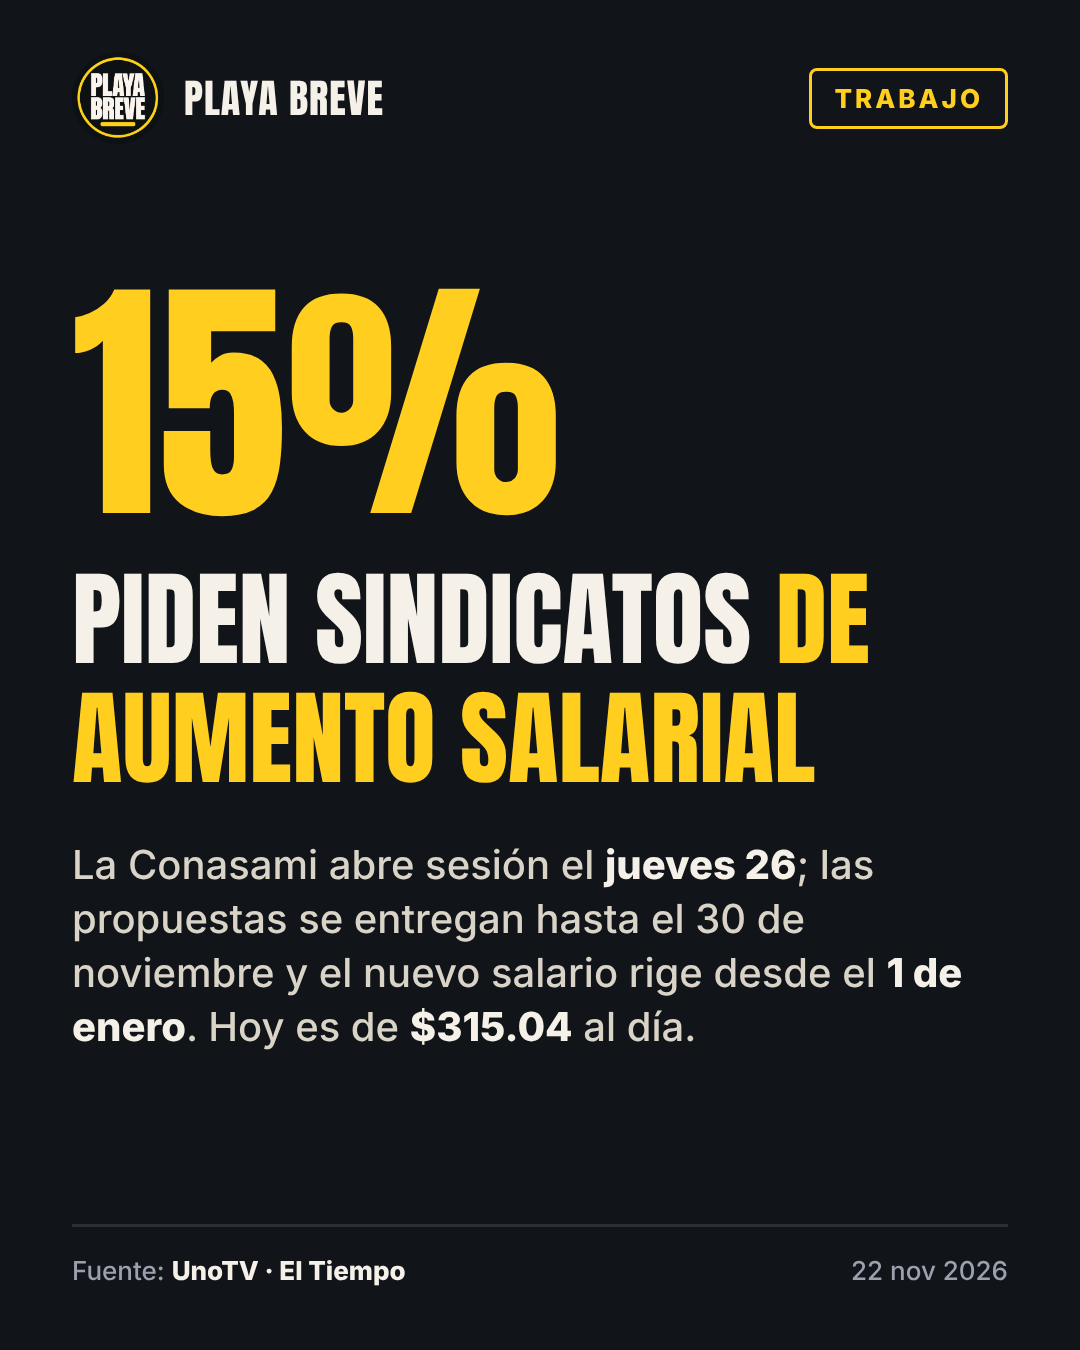 PLAYA
BREVE
PLAYA BREVE
TRABAJO
15%
PIDEN SINDICATOS DE
AUMENTO SALARIAL
La Conasami abre sesión el jueves 26; las
propuestas se entregan hasta el 30 de
noviembre y el nuevo salario rige desde el 1 de
enero. Hoy es de $315.04 al día.
Fuente: UnoTV · El Tiempo
22 nov 2026